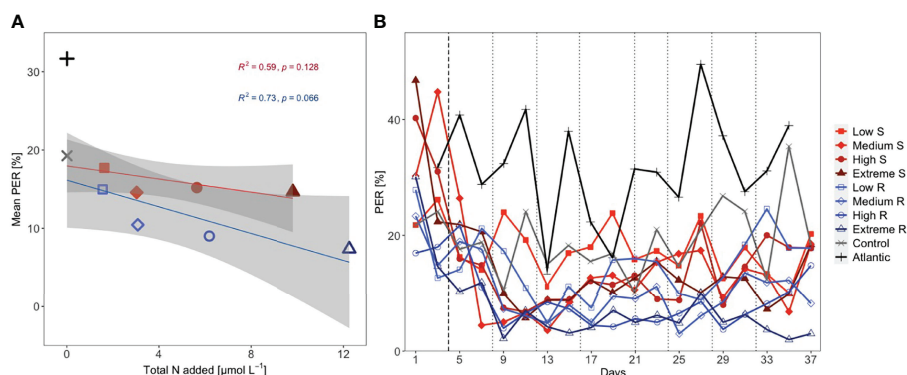 A
B
R² = 0.59, p = 0.128
R² = 0.73, p = 0.066
Mean PER [%]
30
20
10
0
0
4
8
12
Total N added [µmol L⁻¹]
PER [%]
40
20
0
1
5
9
13
17
21
25
29
33
37
Days
Low S
Medium S
High S
Extreme S
Low R
Medium R
High R
Extreme R
Control
Atlantic